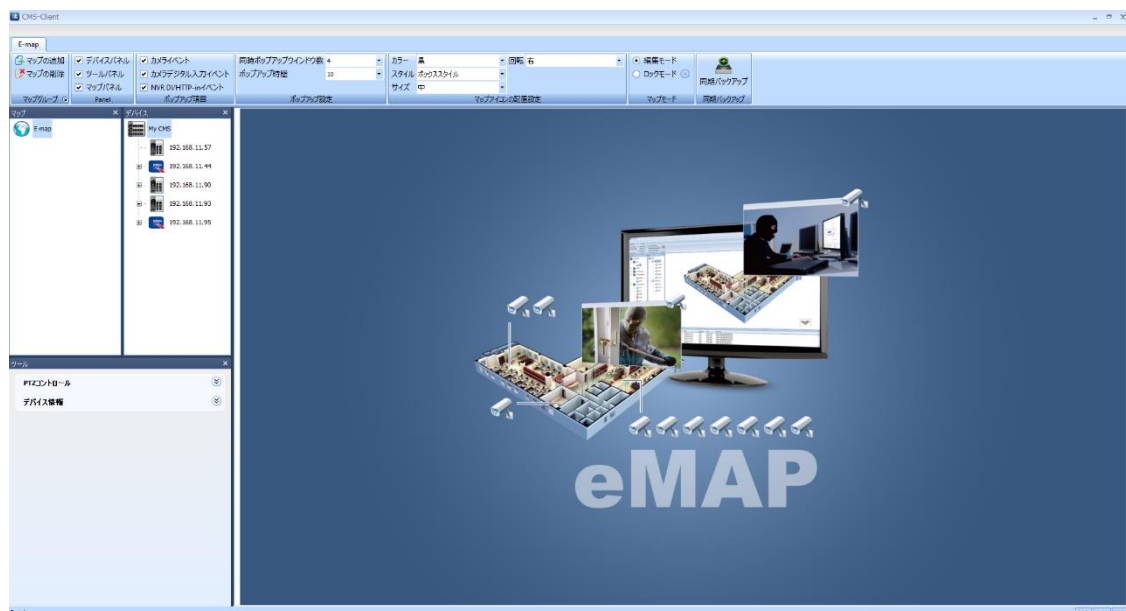 CMS-Client
E-map
マップの追加
マップの削除
マップグループ
デバイスパネル
ツールパネル
マップパネル
Panel
カメライベント
カメラデジタル入力イベント
NVR DI/HTTP-inイベント
ポップアップ項目
同時ポップアップウインドウ数 4
ポップアップ時間 10
ポップアップ設定
カラー 黒
スタイル ボックススタイル
サイズ 中
回転 右
マップアイコンの配置設定
編集モード
ロックモード
マップモード
同期バックアップ
同期バックアップ
マップ
E-map
デバイス
My CMS
192.168.11.57
192.168.11.44
192.168.11.90
192.168.11.93
192.168.11.95
ツール
PTZコントロール
デバイス情報
eMAP